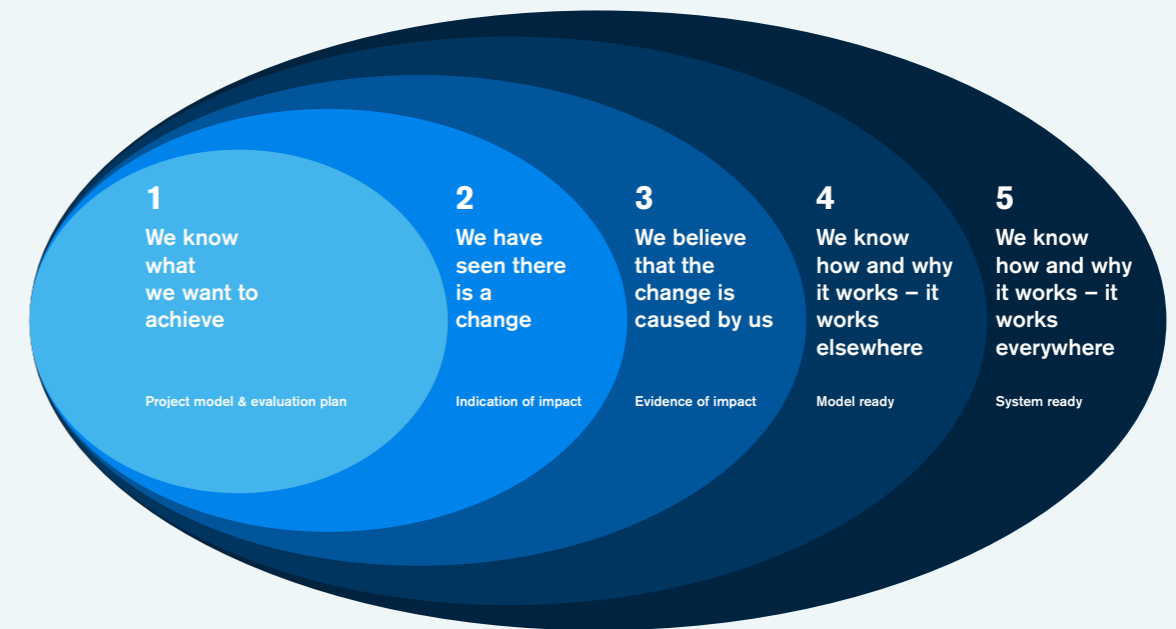 1
We know
what
we want to
achieve
Project model & evaluation plan
2
We have
seen there
is a
change
Indication of impact
3
We believe
that the
change is
caused by us
Evidence of impact
4
We know
how and why
it works – it
works
elsewhere
Model ready
5
We know
how and why
it works – it
works
everywhere
System ready